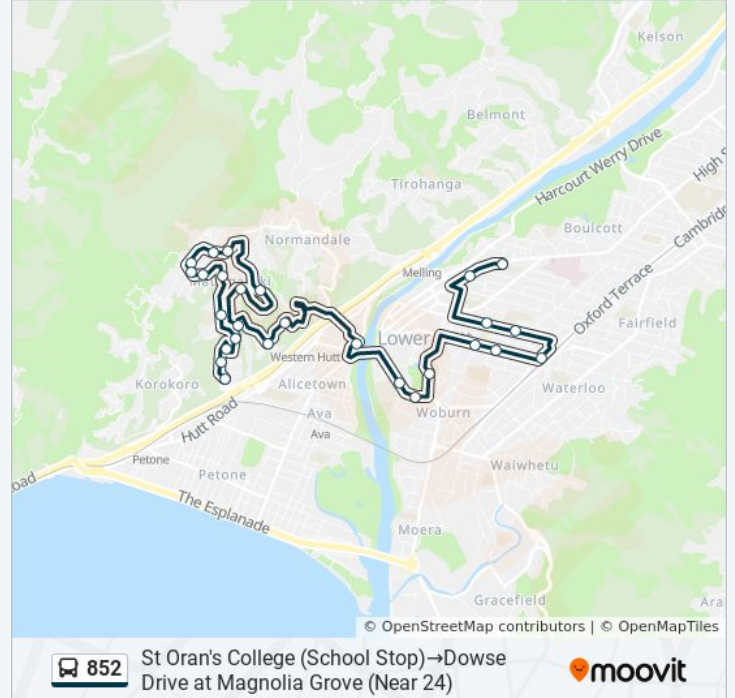 Kelson
Belmont
Harcourt Werry Drive
High S
Tirohanga
Cambridg
Boulcott
Normandale
Melling
Oxford Terrace
Fairfield
Lower
Western Hutt
Korokoro
Alicetown
Waterloo
Hutt Road
Ava
Woburn
Ava
Petone
Waiwhetu
oad
Petone
The Esplanade
Moera
Gracefield
Ara
© OpenStreetMap contributors | © OpenMapTiles
852
St Oran's College (School Stop)→Dowse
Drive at Magnolia Grove (Near 24)
moovit